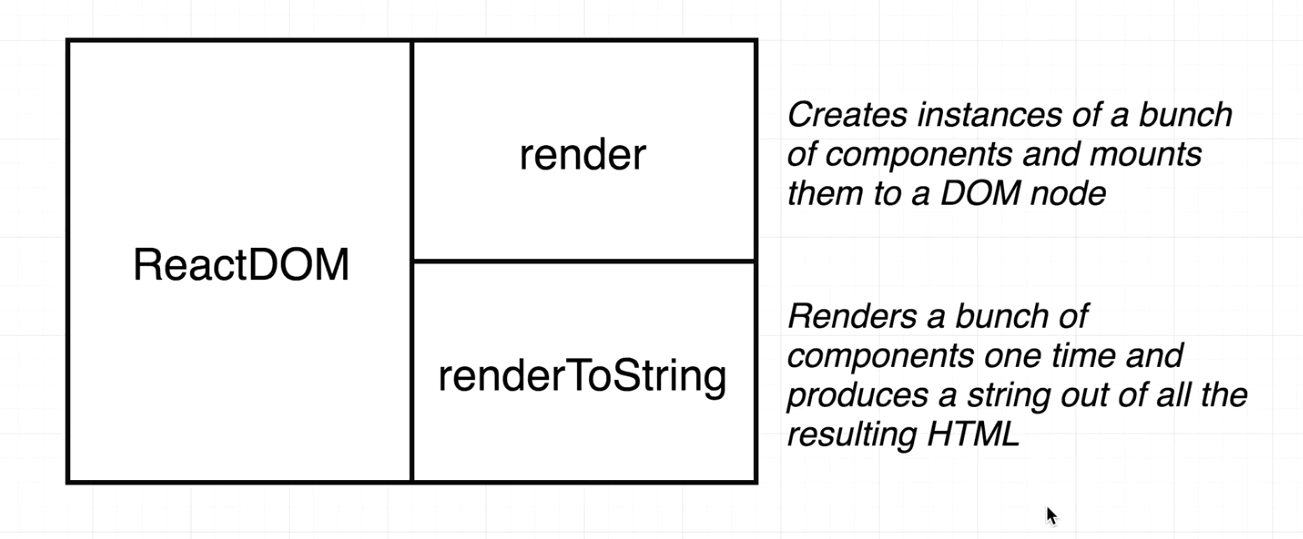 ReactDOM
render
Creates instances of a bunch
of components and mounts
them to a DOM node
renderToString
Renders a bunch of
components one time and
produces a string out of all the
resulting HTML